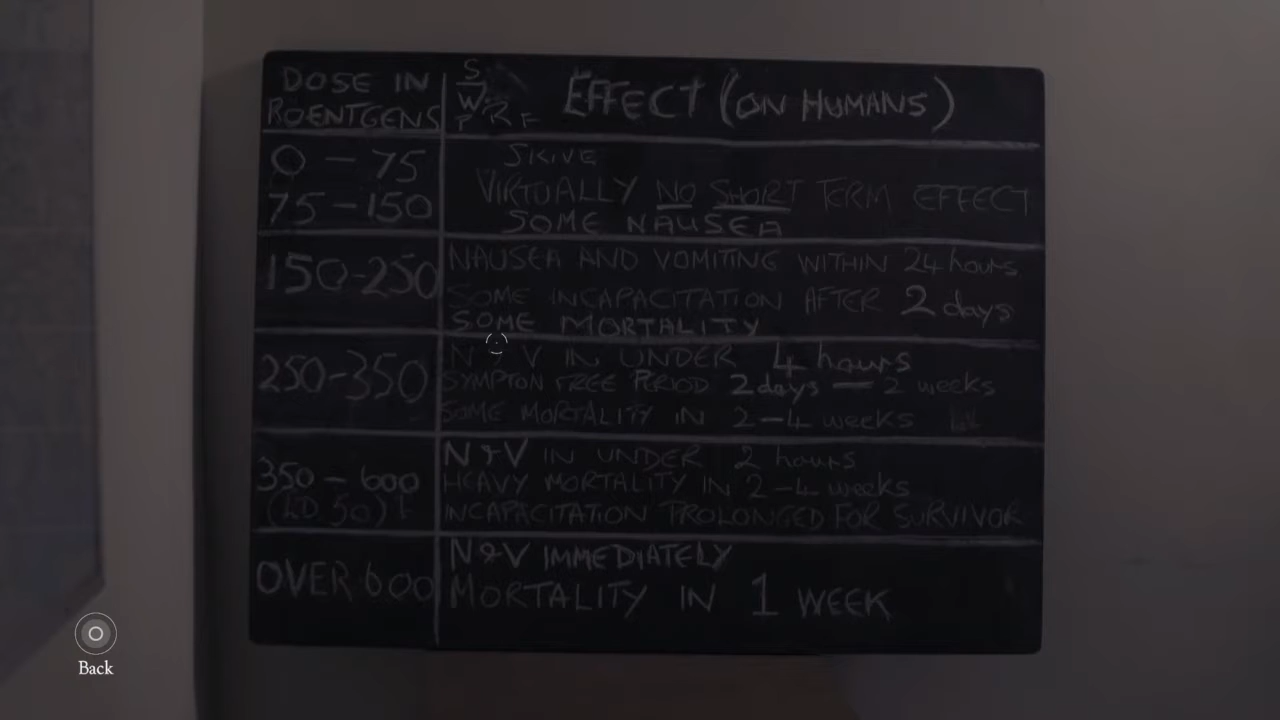 DOSE IN
ROENTGENS
S
W
P R F
EFFECT (ON HUMANS)
0 – 75
SKIVE
VIRTUALLY NO SHORT TERM EFFECT
75 – 150
SOME NAUSEA
150-250
NAUSEA AND VOMITING WITHIN 24 hours
SOME INCAPACITATION AFTER 2 days
SOME MORTALITY
250-350
N & V IN UNDER 4 hours
SYMPTON FREE PERIOD 2 days — 2 weeks
SOME MORTALITY IN 2-4 weeks
350 – 600
(LD 50)
N & V IN UNDER 2 hours
HEAVY MORTALITY IN 2-4 weeks
INCAPACITATION PROLONGED FOR SURVIVOR
OVER 600
N & V IMMEDIATELY
MORTALITY IN 1 WEEK
Back